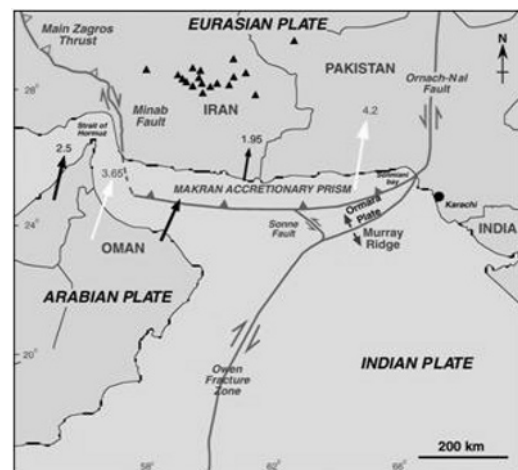 EURASIAN PLATE
Main Zagros
Thrust
N
PAKISTAN
Ornach-Nal
Fault
28°
Minab
Fault
IRAN
Strait of
Hormuz
4.2
2.5
1.95
3.65
Sonmiani
bay
MAKRAN ACCRETIONARY PRISM
Karachi
24°
Ormara
Plate
Sonne
Fault
OMAN
Murray
Ridge
INDIA
ARABIAN PLATE
20°
Owen
Fracture
Zone
INDIAN PLATE
200 km
58°
62°
66°